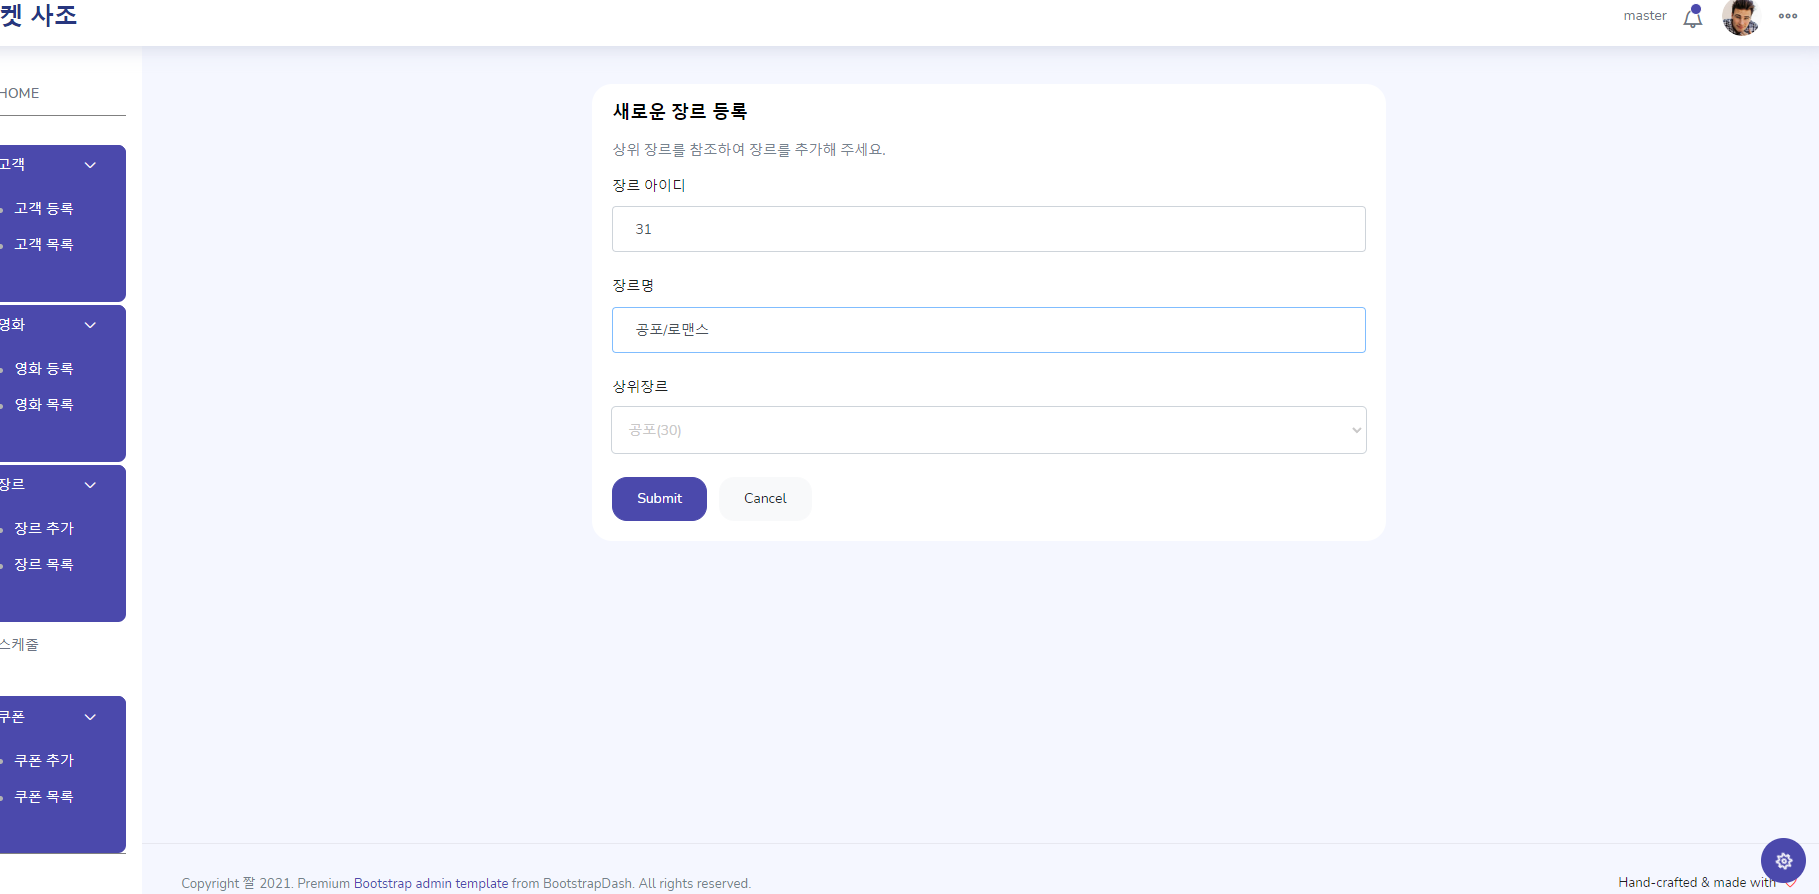 켓 사조
master
HOME
고객
고객 등록
고객 목록
영화
영화 등록
영화 목록
장르
장르 추가
장르 목록
스케줄
쿠폰
쿠폰 추가
쿠폰 목록
새로운 장르 등록
상위 장르를 참조하여 장르를 추가해 주세요.
장르 아이디
31
장르명
공포/로맨스
상위장르
공포(30)
Submit
Cancel
Copyright 짤 2021. Premium Bootstrap admin template from BootstrapDash. All rights reserved.
Hand-crafted & made with